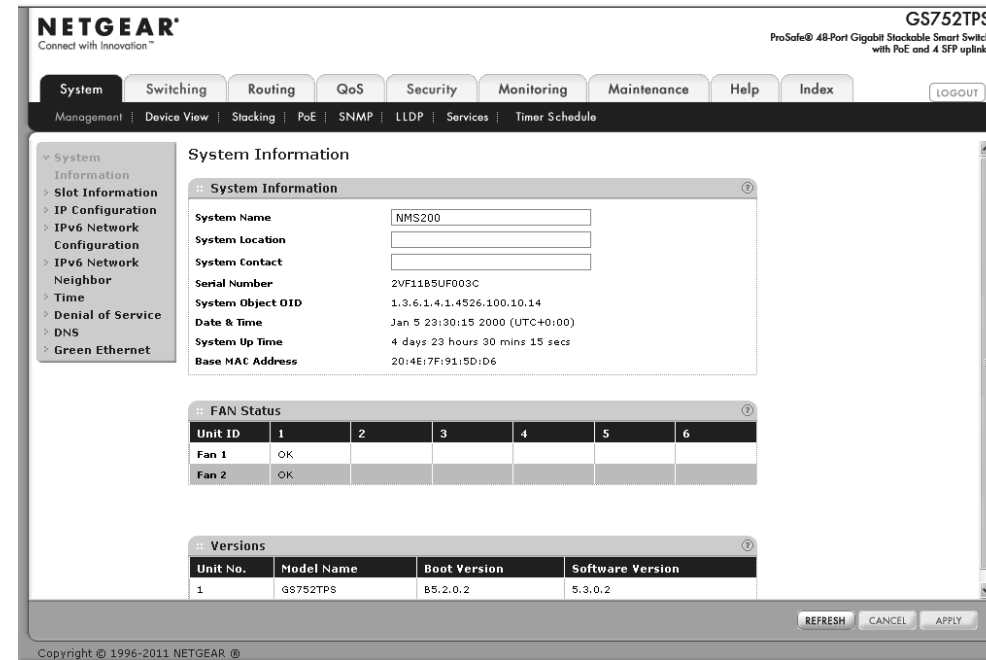 NETGEAR®
Connect with Innovation™
GS752TPS
ProSafe® 48-Port Gigabit Stackable Smart Switc
with PoE and 4 SFP uplink
System Switching Routing QoS Security Monitoring Maintenance Help Index LOGOUT
Management Device View Stacking PoE SNMP LLDP Services Timer Schedule
System
Information
Slot Information
IP Configuration
IPv6 Network
Configuration
IPv6 Network
Neighbor
Time
Denial of Service
DNS
Green Ethernet
System Information
System Information
System Name NMS200
System Location
System Contact
Serial Number 2VF11B5UF003C
System Object OID 1.3.6.1.4.1.4526.100.10.14
Date & Time Jan 5 23:30:15 2000 (UTC+0:00)
System Up Time 4 days 23 hours 30 mins 15 secs
Base MAC Address 20:4E:7F:91:5D:D6
FAN Status
Unit ID 1 2 3 4 5 6
Fan 1 OK
Fan 2 OK
Versions
Unit No. Model Name Boot Version Software Version
1 GS752TPS B5.2.0.2 5.3.0.2
REFRESH CANCEL APPLY
Copyright © 1996-2011 NETGEAR ®